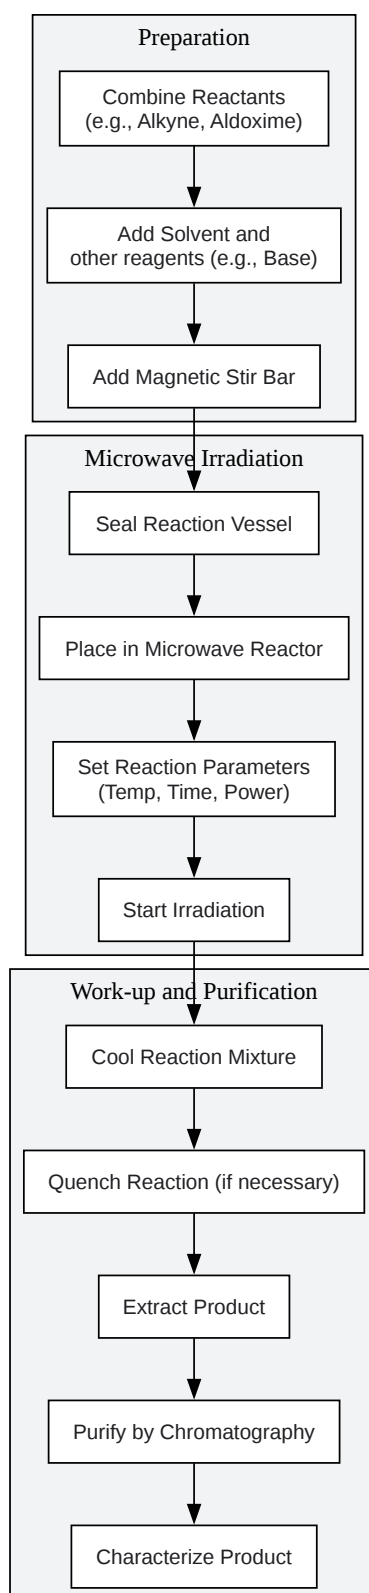 Preparation
Combine Reactants
(e.g., Alkyne, Aldoxime)
Add Solvent and
other reagents (e.g., Base)
Add Magnetic Stir Bar
Microwave Irradiation
Seal Reaction Vessel
Place in Microwave Reactor
Set Reaction Parameters
(Temp, Time, Power)
Start Irradiation
Work-up and Purification
Cool Reaction Mixture
Quench Reaction (if necessary)
Extract Product
Purify by Chromatography
Characterize Product